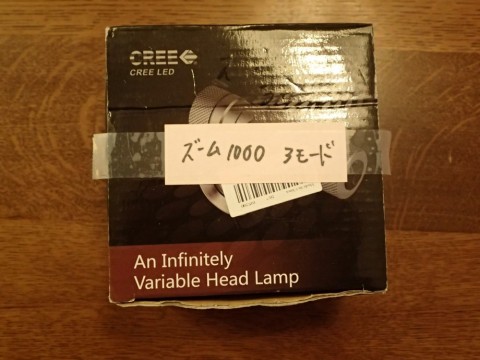 CREE
CREE LED
ズーム1000 3モード
An Infinitely
Variable Head Lamp